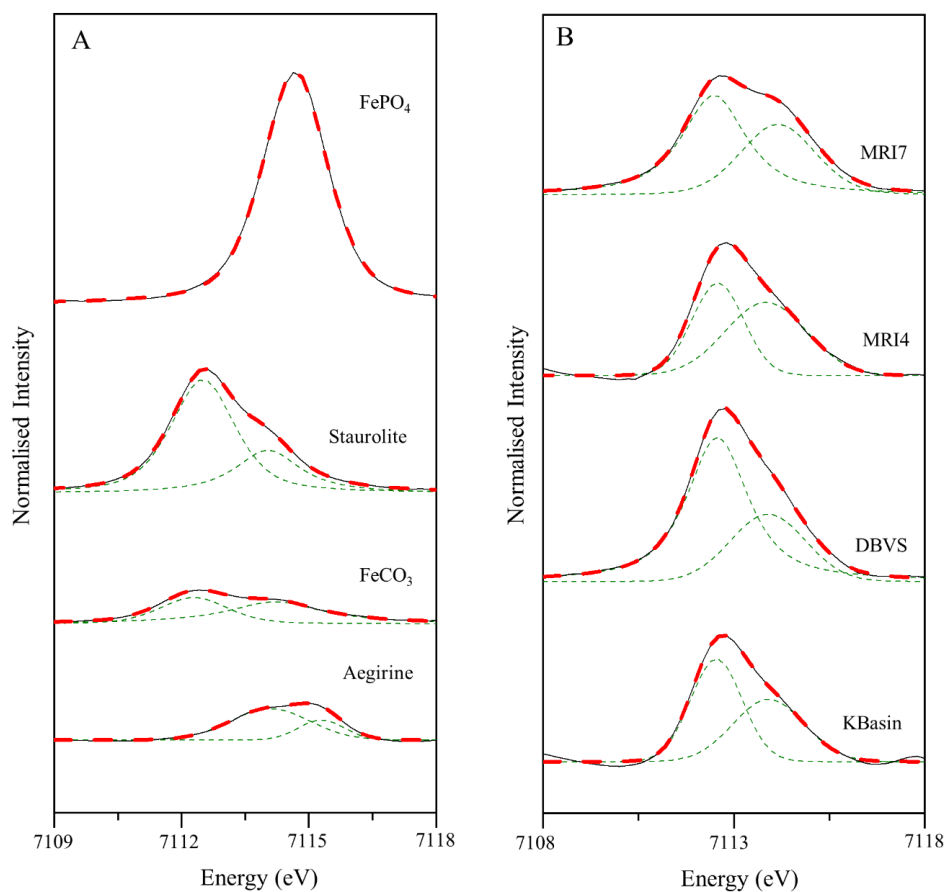 A
FePO4
Staurolite
FeCO3
Aegirine
Normalised Intensity
7109
7112
7115
7118
Energy (eV)
B
MRI7
MRI4
DBVS
KBasin
Normalised Intensity
7108
7113
7118
Energy (eV)